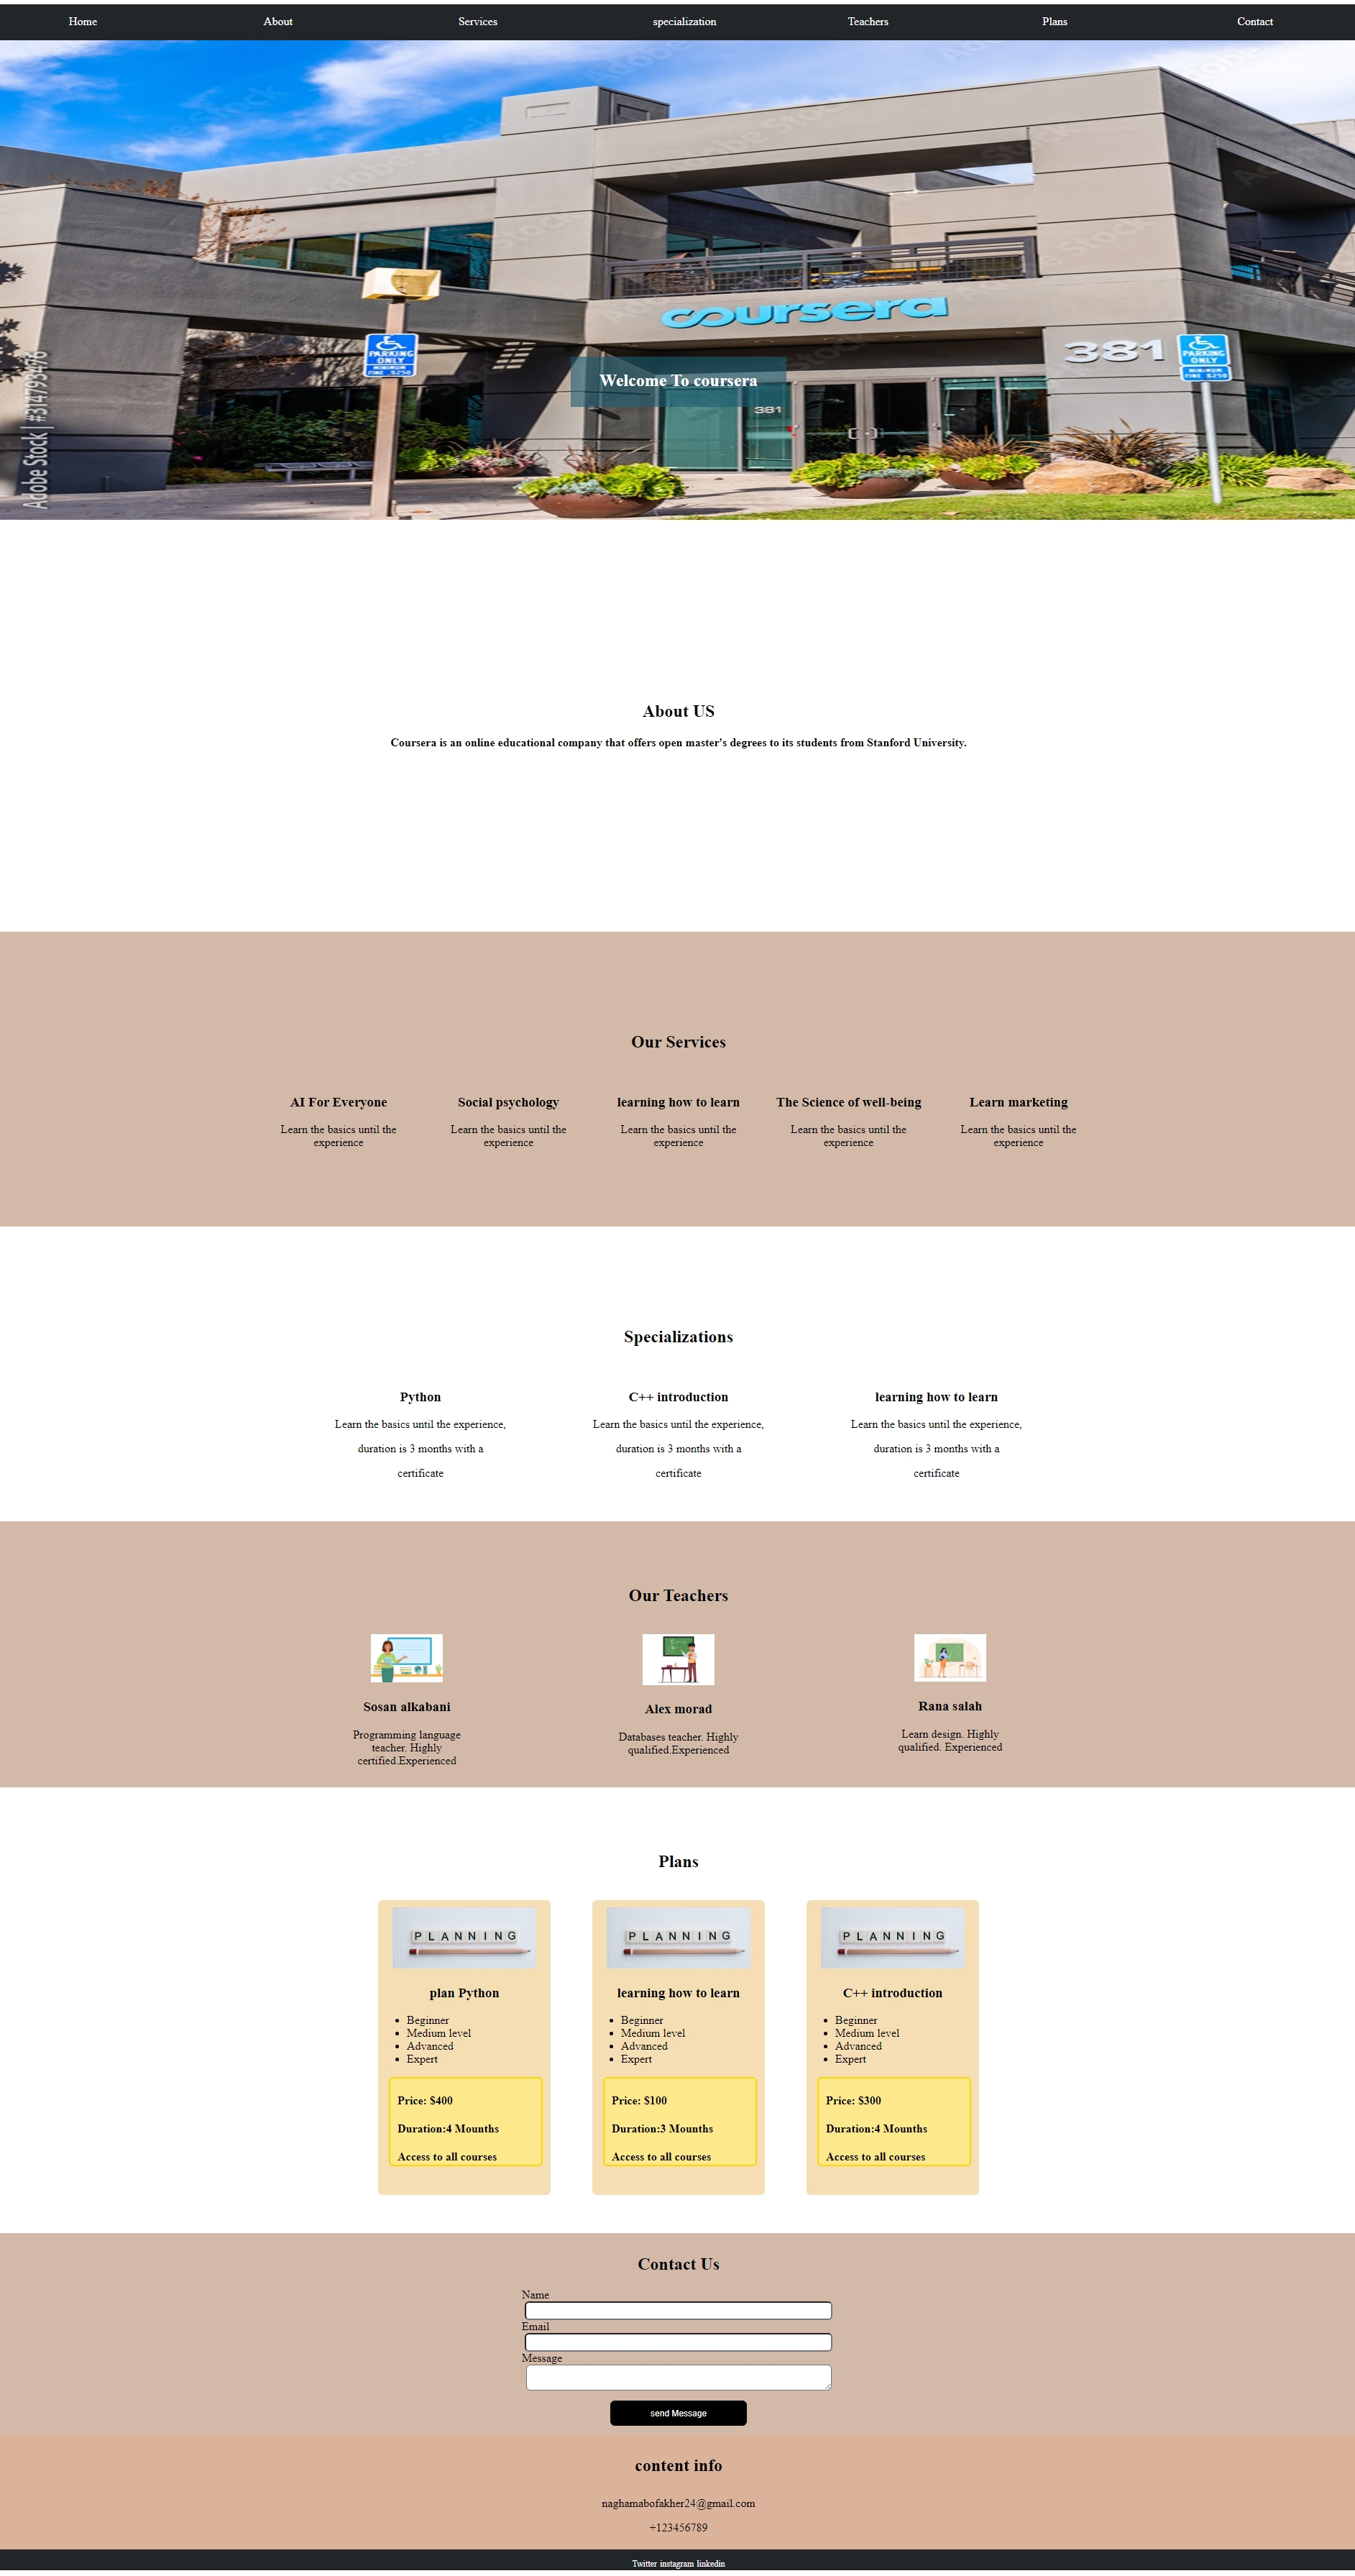 Home About Services specialization Teachers Plans Contact
coursera
381
PARKING ONLY
MINIMUM FINE $250
PARKING ONLY
MINIMUM FINE $250
Welcome To coursera
381
Adobe Stock | #314793476
About US
Coursera is an online educational company that offers open master's degrees to its students from Stanford University.
Our Services
AI For Everyone
Learn the basics until the
experience
Social psychology
Learn the basics until the
experience
learning how to learn
Learn the basics until the
experience
The Science of well-being
Learn the basics until the
experience
Learn marketing
Learn the basics until the
experience
Specializations
Python
Learn the basics until the experience,
duration is 3 months with a
certificate
C++ introduction
Learn the basics until the experience,
duration is 3 months with a
certificate
learning how to learn
Learn the basics until the experience,
duration is 3 months with a
certificate
Our Teachers
Sosan alkabani
Programming language
teacher. Highly
certified.Experienced
Alex morad
Databases teacher. Highly
qualified.Experienced
Rana salah
Learn design. Highly
qualified. Experienced
Plans
PLANNING
plan Python
Beginner
Medium level
Advanced
Expert
Price: $400
Duration:4 Mounths
Access to all courses
PLANNING
learning how to learn
Beginner
Medium level
Advanced
Expert
Price: $100
Duration:3 Mounths
Access to all courses
PLANNING
C++ introduction
Beginner
Medium level
Advanced
Expert
Price: $300
Duration:4 Mounths
Access to all courses
Contact Us
Name
Email
Message
send Message
content info
naghamabofakher24@gmail.com
+123456789
Twitter instagram linkedin